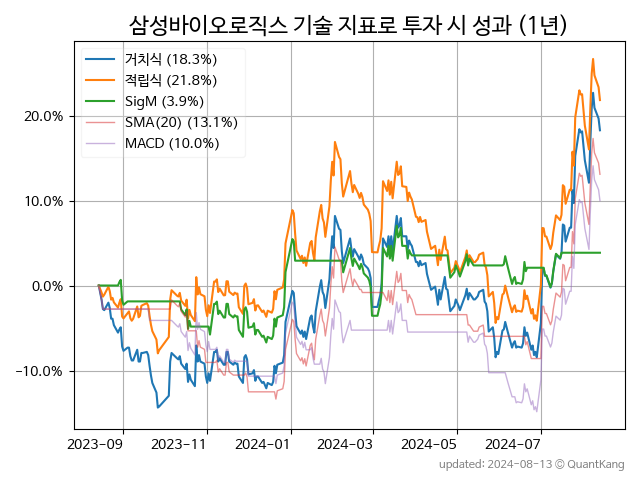 삼성바이오로직스 기술 지표로 투자 시 성과 (1년)
거치식 (18.3%)
적립식 (21.8%)
SigM (3.9%)
SMA(20) (13.1%)
MACD (10.0%)
20.0%
10.0%
0.0%
−10.0%
2023-09 2023-11 2024-01 2024-03 2024-05 2024-07
updated: 2024-08-13 © QuantKang